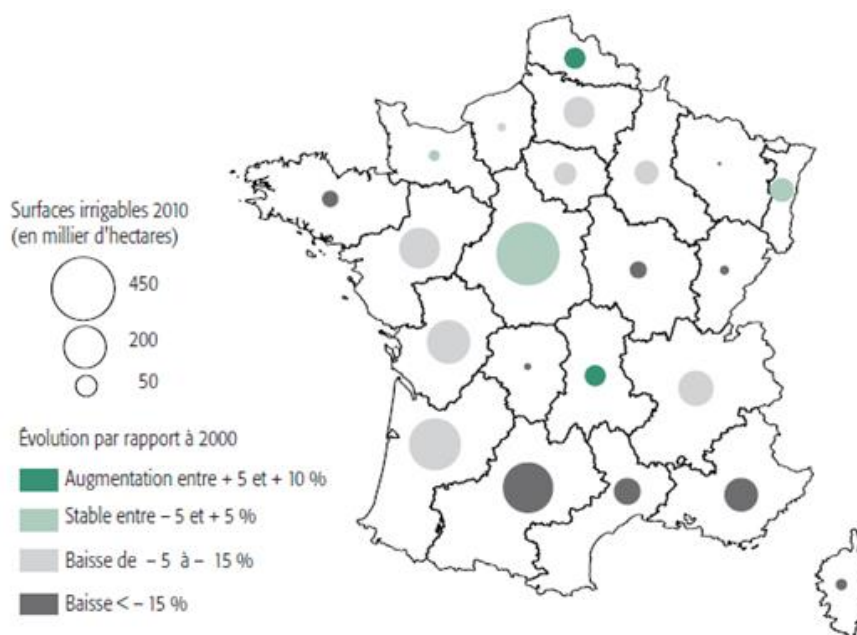 Surfaces irrigables 2010
(en millier d'hectares)
450
200
50
Évolution par rapport à 2000
Augmentation entre + 5 et + 10 %
Stable entre – 5 et + 5 %
Baisse de – 5 à – 15 %
Baisse < – 15 %